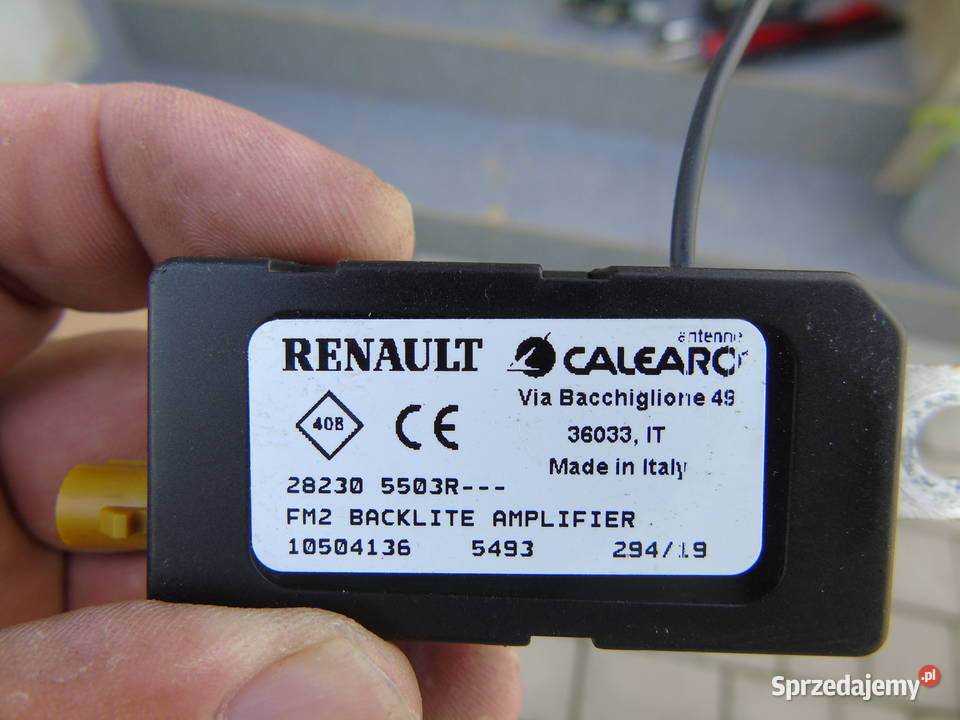 RENAULT
antenne
CALEARO
Via Bacchiglione 49
36033, IT
Made in Italy
408
CE
28230 5503R---
FM2 BACKLITE AMPLIFIER
10504136 5493 294/19
Sprzedajemy.pl